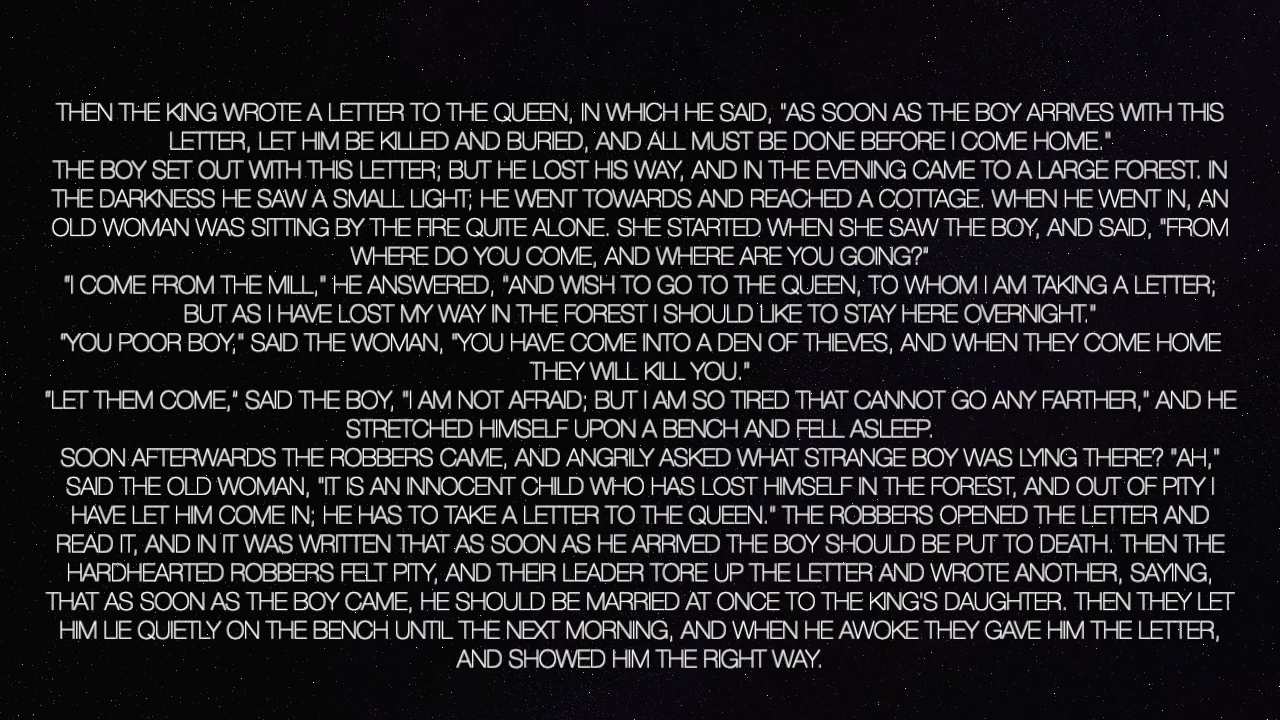 THEN THE KING WROTE A LETTER TO THE QUEEN, IN WHICH HE SAID, "AS SOON AS THE BOY ARRIVES WITH THIS
LETTER, LET HIM BE KILLED AND BURIED, AND ALL MUST BE DONE BEFORE I COME HOME."
THE BOY SET OUT WITH THIS LETTER; BUT HE LOST HIS WAY, AND IN THE EVENING CAME TO A LARGE FOREST. IN
THE DARKNESS HE SAW A SMALL LIGHT; HE WENT TOWARDS AND REACHED A COTTAGE. WHEN HE WENT IN, AN
OLD WOMAN WAS SITTING BY THE FIRE QUITE ALONE. SHE STARTED WHEN SHE SAW THE BOY, AND SAID, "FROM
WHERE DO YOU COME, AND WHERE ARE YOU GOING?"
"I COME FROM THE MILL," HE ANSWERED, "AND WISH TO GO TO THE QUEEN, TO WHOM I AM TAKING A LETTER;
BUT AS I HAVE LOST MY WAY IN THE FOREST I SHOULD LIKE TO STAY HERE OVERNIGHT."
"YOU POOR BOY," SAID THE WOMAN, "YOU HAVE COME INTO A DEN OF THIEVES, AND WHEN THEY COME HOME
THEY WILL KILL YOU."
"LET THEM COME," SAID THE BOY, "I AM NOT AFRAID; BUT I AM SO TIRED THAT CANNOT GO ANY FARTHER," AND HE
STRETCHED HIMSELF UPON A BENCH AND FELL ASLEEP.
SOON AFTERWARDS THE ROBBERS CAME, AND ANGRILY ASKED WHAT STRANGE BOY WAS LYING THERE? "AH,"
SAID THE OLD WOMAN, "IT IS AN INNOCENT CHILD WHO HAS LOST HIMSELF IN THE FOREST, AND OUT OF PITY I
HAVE LET HIM COME IN; HE HAS TO TAKE A LETTER TO THE QUEEN." THE ROBBERS OPENED THE LETTER AND
READ IT, AND IN IT WAS WRITTEN THAT AS SOON AS HE ARRIVED THE BOY SHOULD BE PUT TO DEATH. THEN THE
HARDHEARTED ROBBERS FELT PITY, AND THEIR LEADER TORE UP THE LETTER AND WROTE ANOTHER, SAYING,
THAT AS SOON AS THE BOY CAME, HE SHOULD BE MARRIED AT ONCE TO THE KING'S DAUGHTER. THEN THEY LET
HIM LIE QUIETLY ON THE BENCH UNTIL THE NEXT MORNING, AND WHEN HE AWOKE THEY GAVE HIM THE LETTER,
AND SHOWED HIM THE RIGHT WAY.